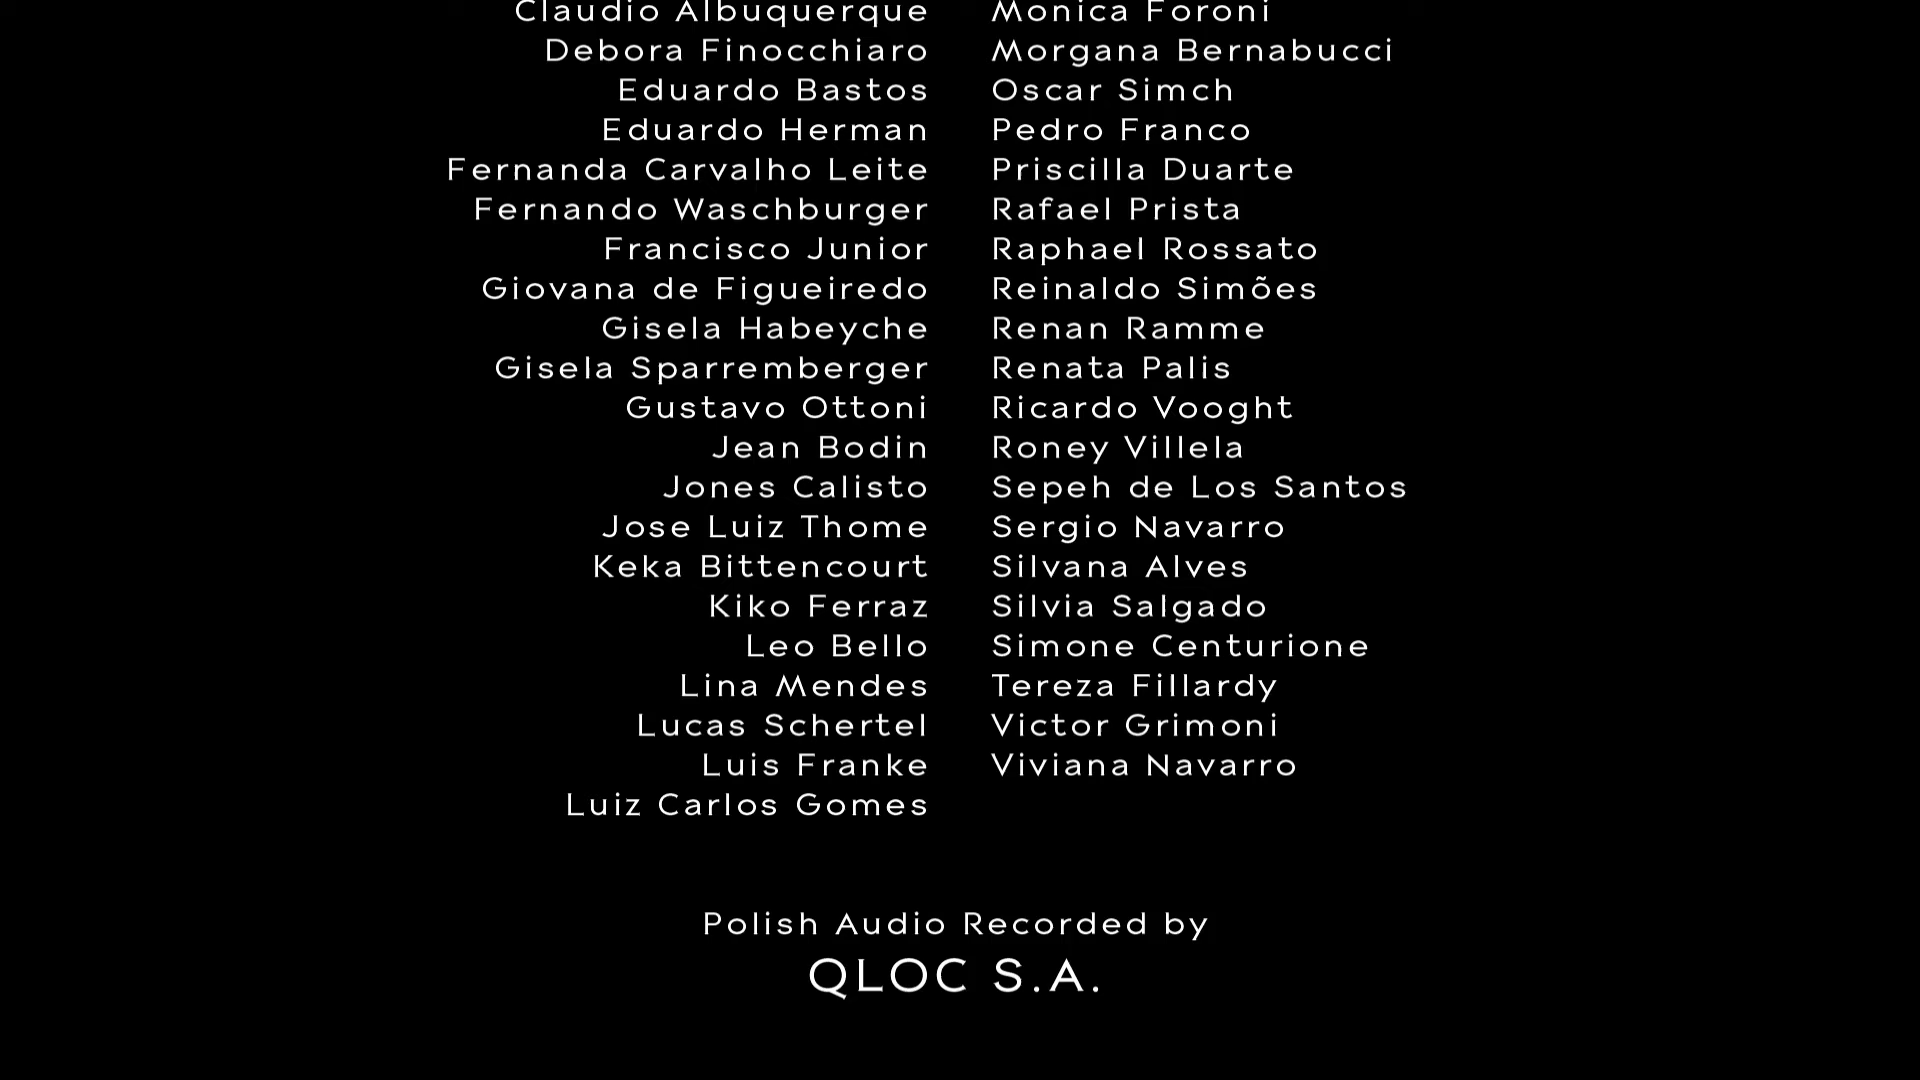 Claudio Albuquerque Monica Foroni
Debora Finocchiaro Morgana Bernabucci
Eduardo Bastos Oscar Simch
Eduardo Herman Pedro Franco
Fernanda Carvalho Leite Priscilla Duarte
Fernando Waschburger Rafael Prista
Francisco Junior Raphael Rossato
Giovana de Figueiredo Reinaldo Simões
Gisela Habeyche Renan Ramme
Gisela Sparremberger Renata Palis
Gustavo Ottoni Ricardo Vooght
Jean Bodin Roney Villela
Jones Calisto Sepeh de Los Santos
Jose Luiz Thome Sergio Navarro
Keka Bittencourt Silvana Alves
Kiko Ferraz Silvia Salgado
Leo Bello Simone Centurione
Lina Mendes Tereza Fillardy
Lucas Schertel Victor Grimoni
Luis Franke Viviana Navarro
Luiz Carlos Gomes
Polish Audio Recorded by
QLOC S.A.